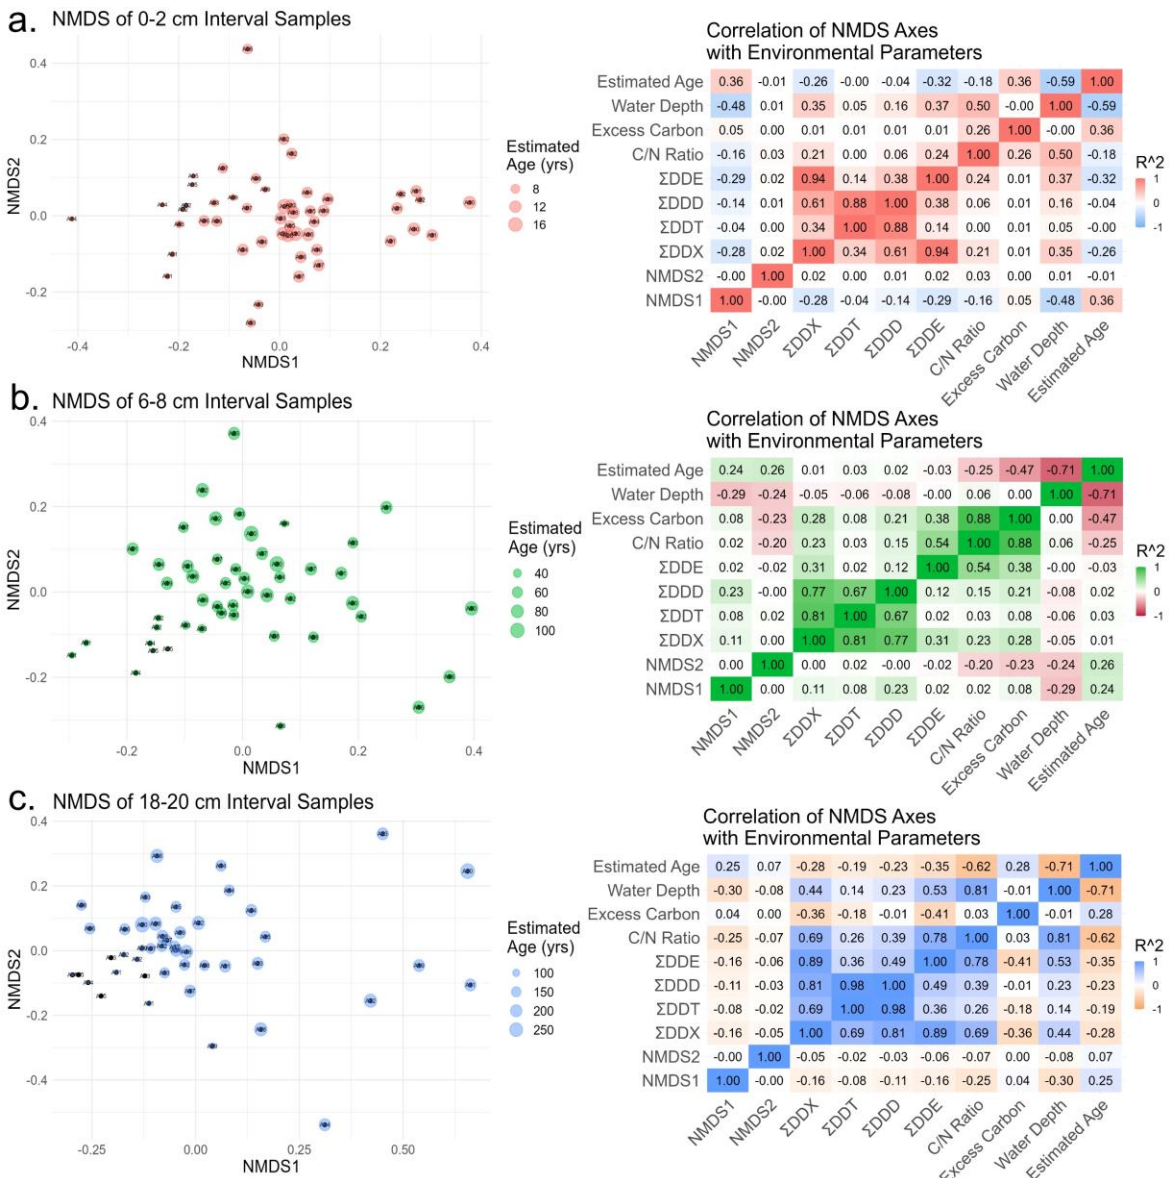 a. NMDS of 0-2 cm Interval Samples
NMDS2
0.4
0.2
0.0
-0.2
-0.4 -0.2 0.0 0.2 0.4
NMDS1
Estimated
Age (yrs)
8
12
16
Correlation of NMDS Axes
with Environmental Parameters
Estimated Age 0.36 -0.01 -0.26 -0.00 -0.04 -0.32 -0.18 0.36 -0.59 1.00
Water Depth -0.48 0.01 0.35 0.05 0.16 0.37 0.50 -0.00 1.00 -0.59
Excess Carbon 0.05 0.00 0.01 0.01 0.01 0.01 0.26 1.00 -0.00 0.36
C/N Ratio -0.16 0.03 0.21 0.00 0.06 0.24 1.00 0.26 0.50 -0.18
ΣDDE -0.29 0.02 0.94 0.14 0.38 1.00 0.24 0.01 0.37 -0.32
ΣDDD -0.14 0.01 0.61 0.88 1.00 0.38 0.06 0.01 0.16 -0.04
ΣDDT -0.04 0.00 0.34 1.00 0.88 0.14 0.00 0.01 0.05 -0.00
ΣDDX -0.28 0.02 1.00 0.34 0.61 0.94 0.21 0.01 0.35 -0.26
NMDS2 -0.00 1.00 0.02 0.00 0.01 0.02 0.03 0.00 0.01 -0.01
NMDS1 1.00 -0.00 -0.28 -0.04 -0.14 -0.29 -0.16 0.05 -0.48 0.36
NMDS1 NMDS2 ΣDDX ΣDDT ΣDDD ΣDDE C/N Ratio Excess Carbon Water Depth Estimated Age
R^2
1
0
-1
b. NMDS of 6-8 cm Interval Samples
NMDS2
0.4
0.2
0.0
-0.2
-0.2 0.0 0.2 0.4
NMDS1
Estimated
Age (yrs)
40
60
80
100
Correlation of NMDS Axes
with Environmental Parameters
Estimated Age 0.24 0.26 0.01 0.03 0.02 -0.03 -0.25 -0.47 -0.71 1.00
Water Depth -0.29 -0.24 -0.05 -0.06 -0.08 -0.00 0.06 0.00 1.00 -0.71
Excess Carbon 0.08 -0.23 0.28 0.08 0.21 0.38 0.88 1.00 0.00 -0.47
C/N Ratio 0.02 -0.20 0.23 0.03 0.15 0.54 1.00 0.88 0.06 -0.25
ΣDDE 0.02 -0.02 0.31 0.02 0.12 1.00 0.54 0.38 -0.00 -0.03
ΣDDD 0.23 -0.00 0.77 0.67 1.00 0.12 0.15 0.21 -0.08 0.02
ΣDDT 0.08 0.02 0.81 1.00 0.67 0.02 0.03 0.08 -0.06 0.03
ΣDDX 0.11 0.00 1.00 0.81 0.77 0.31 0.23 0.28 -0.05 0.01
NMDS2 0.00 1.00 0.00 0.02 -0.00 -0.02 -0.20 -0.23 -0.24 0.26
NMDS1 1.00 0.00 0.11 0.08 0.23 0.02 0.02 0.08 -0.29 0.24
NMDS1 NMDS2 ΣDDX ΣDDT ΣDDD ΣDDE C/N Ratio Excess Carbon Water Depth Estimated Age
R^2
1
0
-1
c. NMDS of 18-20 cm Interval Samples
NMDS2
0.4
0.2
0.0
-0.2
-0.4
-0.25 0.00 0.25 0.50
NMDS1
Estimated
Age (yrs)
100
150
200
250
Correlation of NMDS Axes
with Environmental Parameters
Estimated Age 0.25 0.07 -0.28 -0.19 -0.23 -0.35 -0.62 0.28 -0.71 1.00
Water Depth -0.30 -0.08 0.44 0.14 0.23 0.53 0.81 -0.01 1.00 -0.71
Excess Carbon 0.04 0.00 -0.36 -0.18 -0.01 -0.41 0.03 1.00 -0.01 0.28
C/N Ratio -0.25 -0.07 0.69 0.26 0.39 0.78 1.00 0.03 0.81 -0.62
ΣDDE -0.16 -0.06 0.89 0.36 0.49 1.00 0.78 -0.41 0.53 -0.35
ΣDDD -0.11 -0.03 0.81 0.98 1.00 0.49 0.39 -0.01 0.23 -0.23
ΣDDT -0.08 -0.02 0.69 1.00 0.98 0.36 0.26 -0.18 0.14 -0.19
ΣDDX -0.16 -0.05 1.00 0.69 0.81 0.89 0.69 -0.36 0.44 -0.28
NMDS2 -0.00 1.00 -0.05 -0.02 -0.03 -0.06 -0.07 0.00 -0.08 0.07
NMDS1 1.00 -0.00 -0.16 -0.08 -0.11 -0.16 -0.25 0.04 -0.30 0.25
NMDS1 NMDS2 ΣDDX ΣDDT ΣDDD ΣDDE C/N Ratio Excess Carbon Water Depth Estimated Age
R^2
1
0
-1